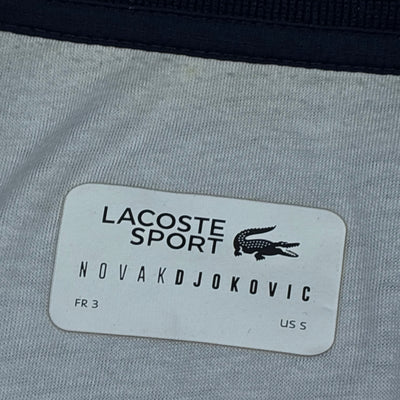 LACOSTE
SPORT
NOVAKDJOKOVIC
FR 3
US S